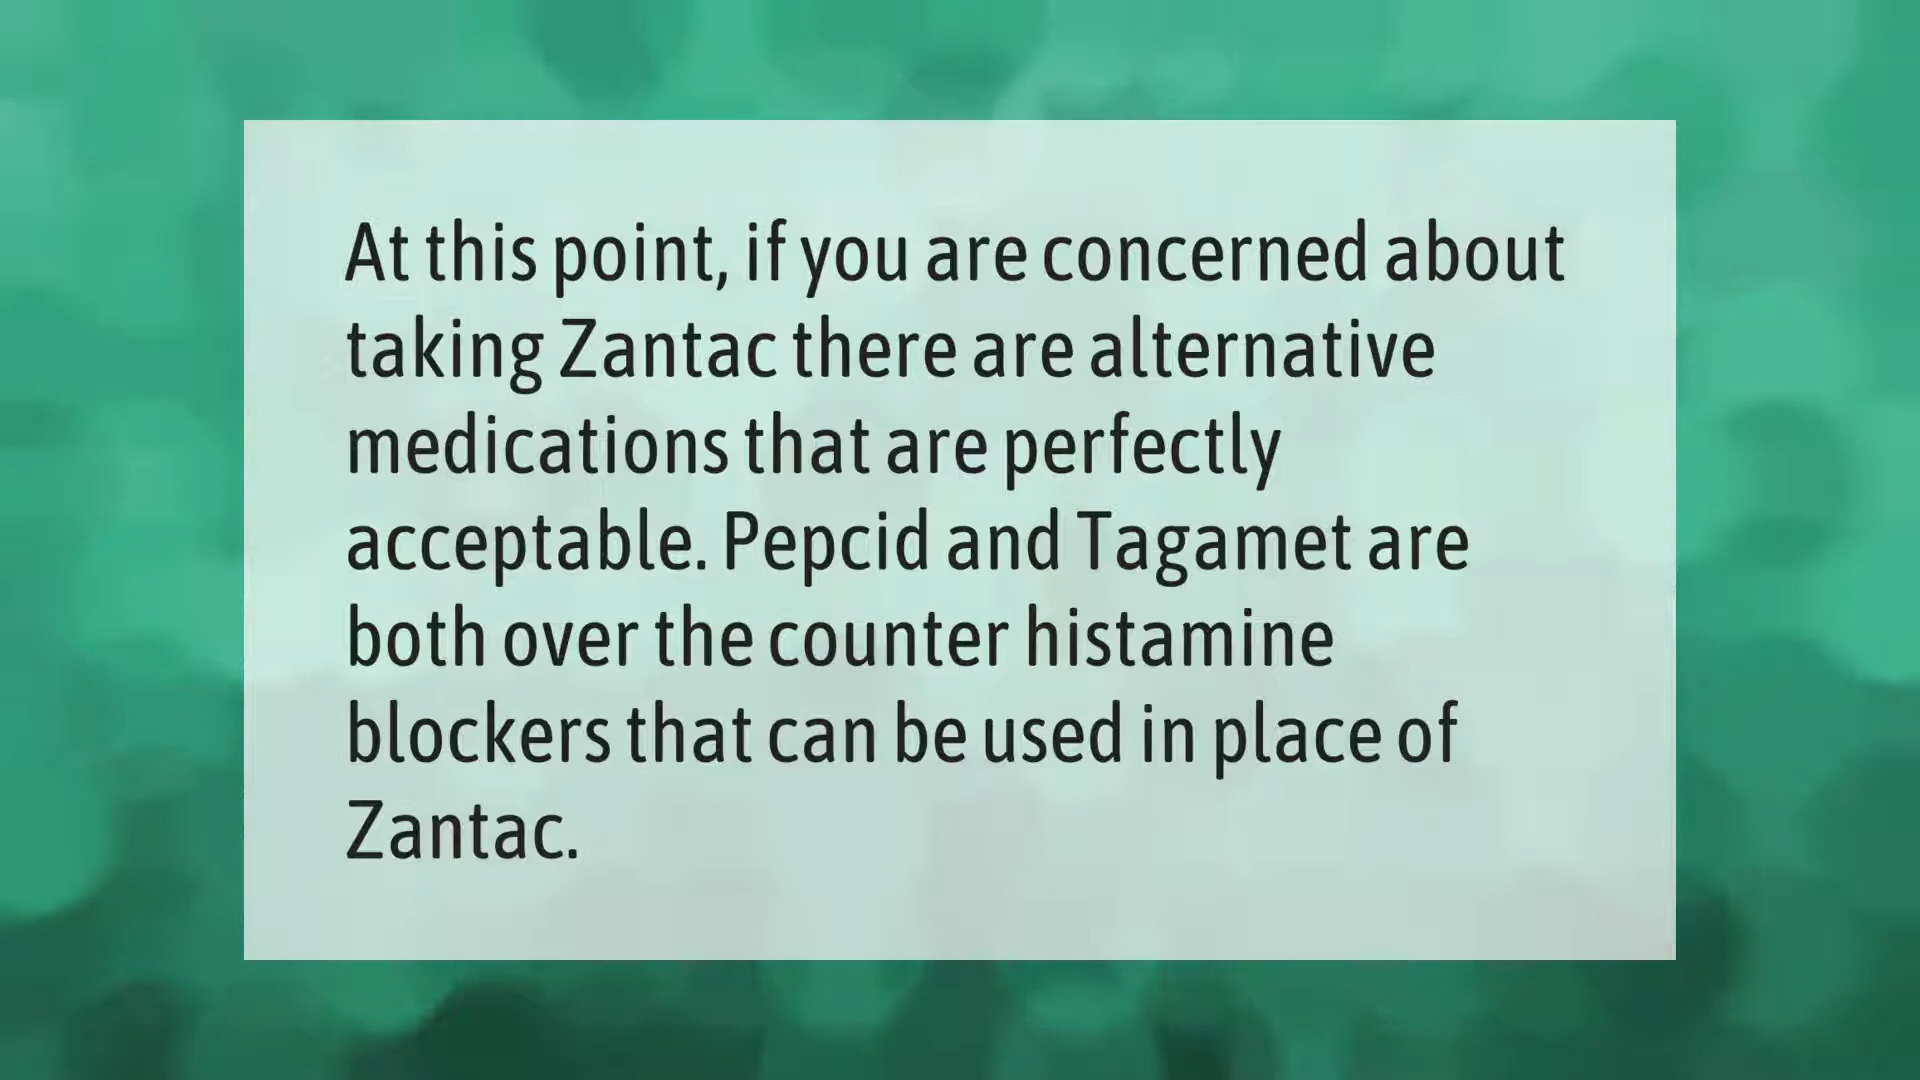 At this point, if you are concerned about
taking Zantac there are alternative
medications that are perfectly
acceptable. Pepcid and Tagamet are
both over the counter histamine
blockers that can be used in place of
Zantac.